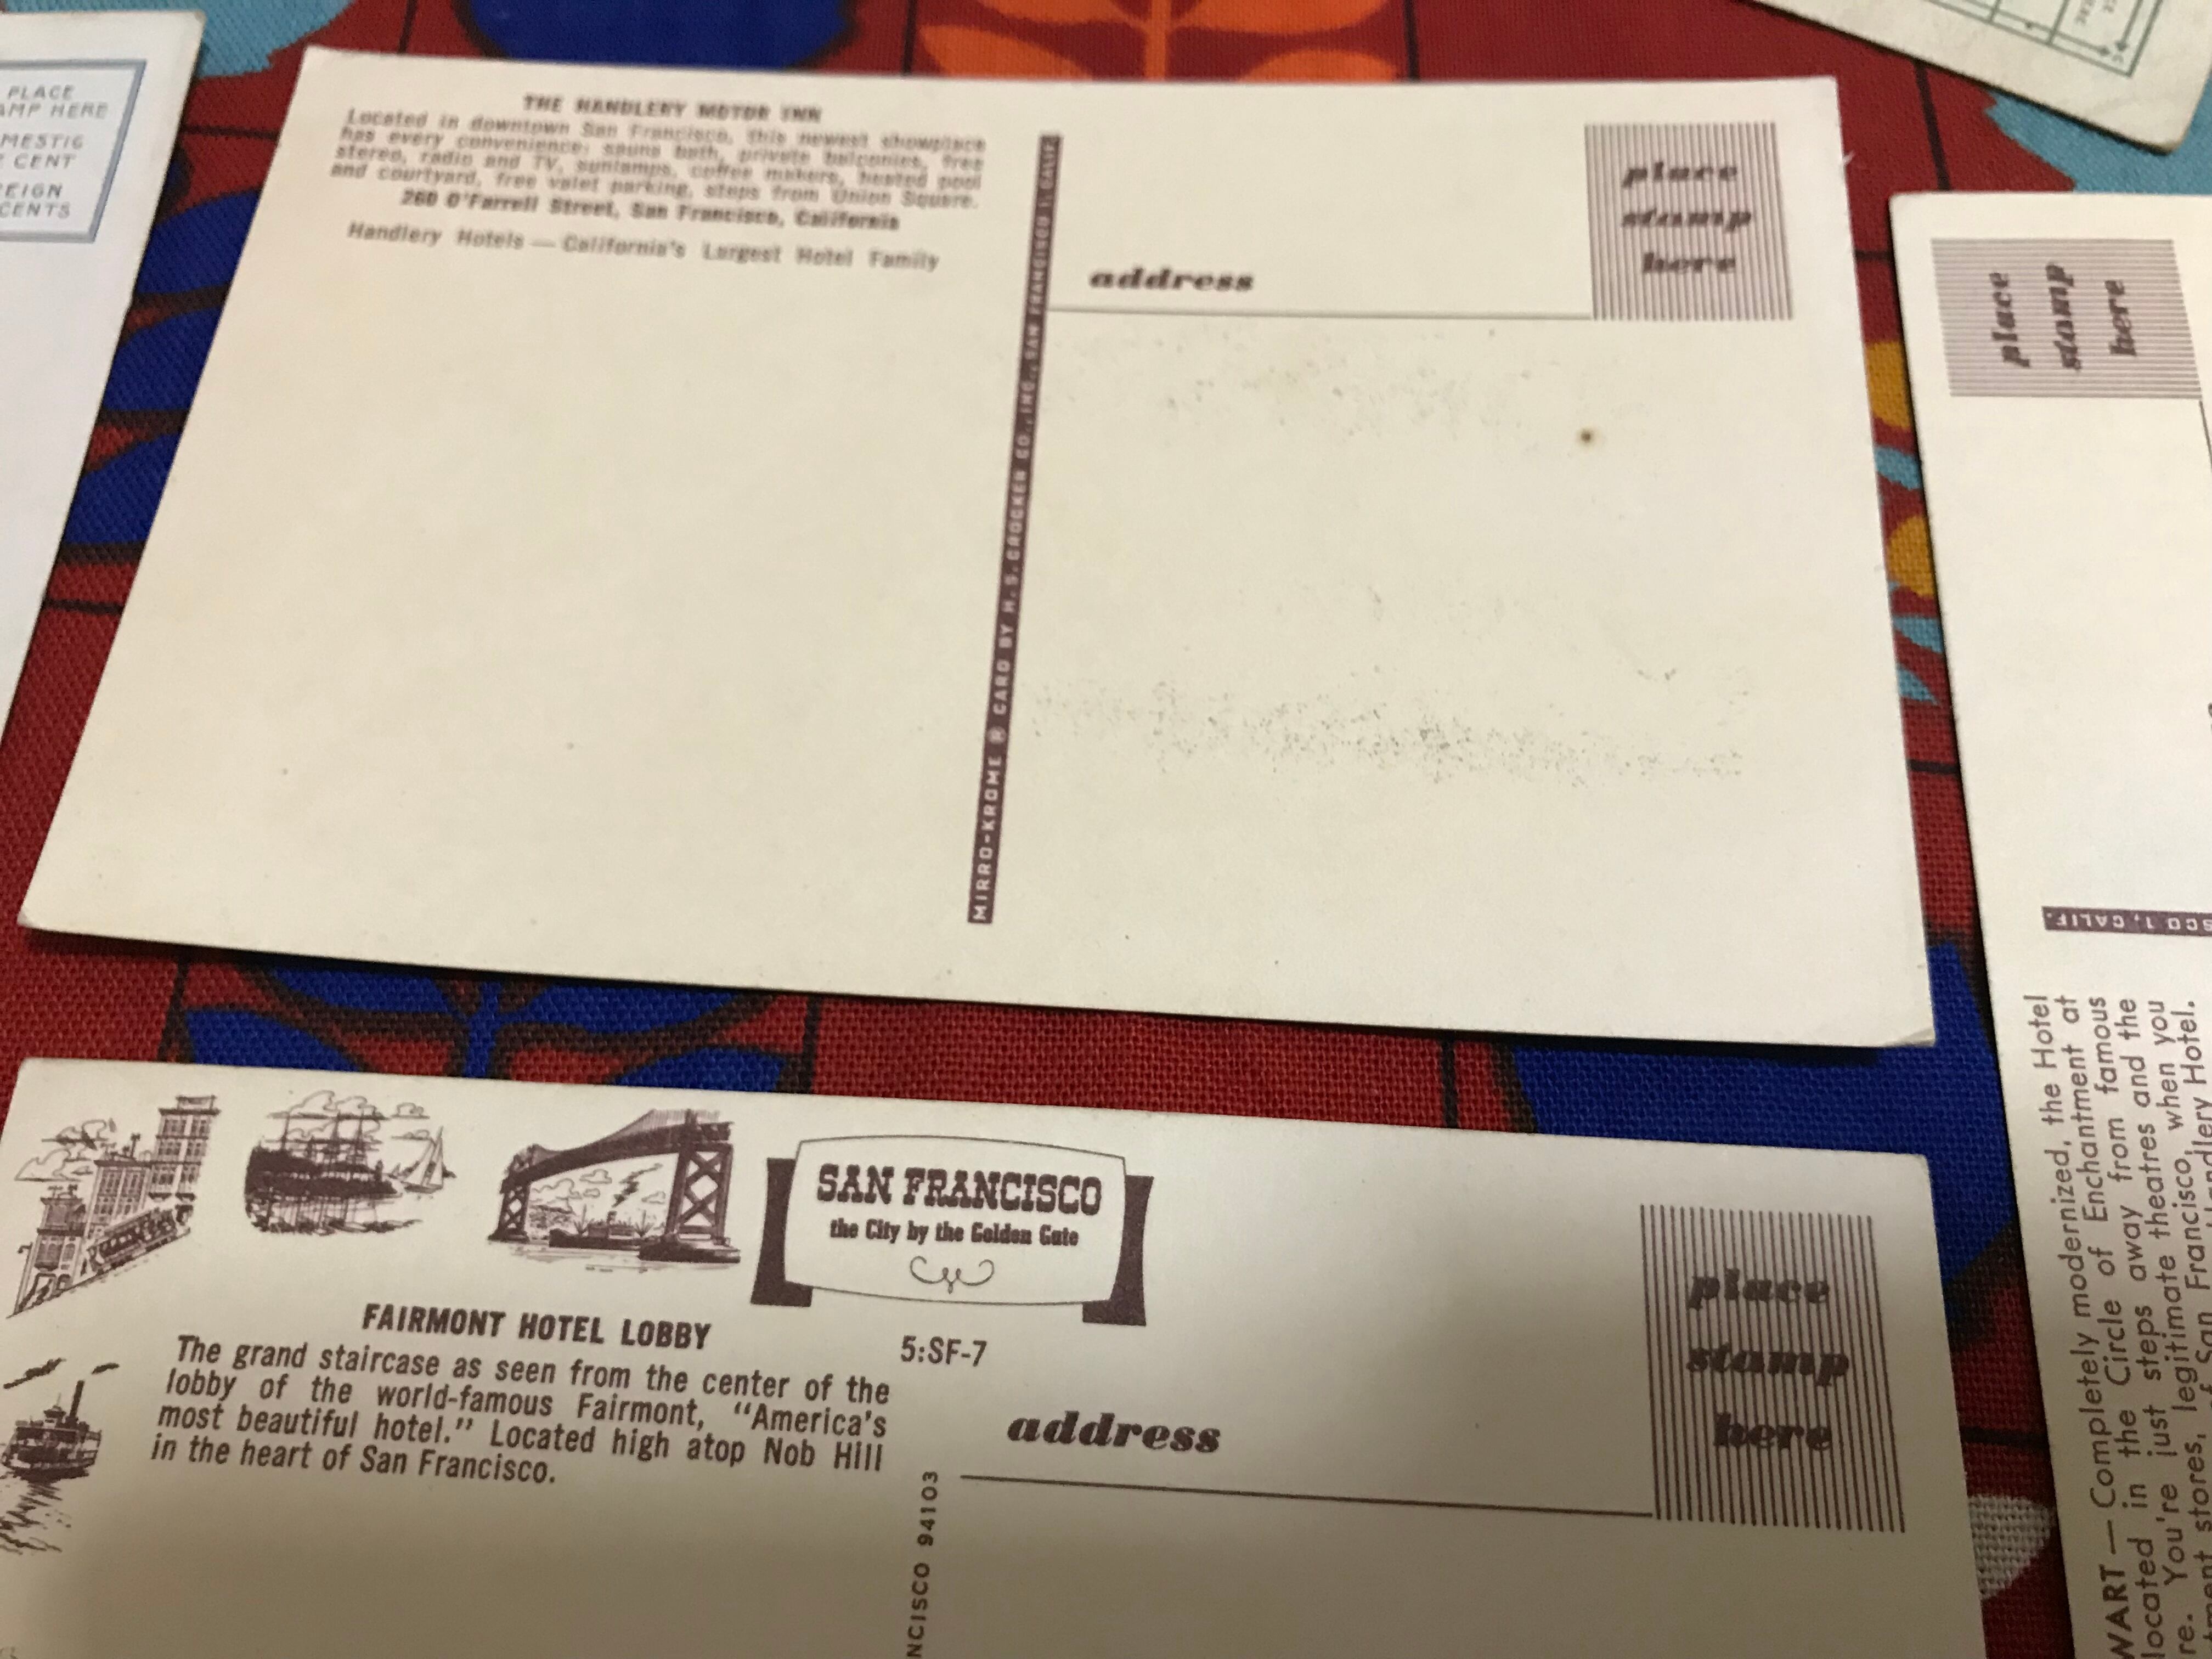 PLACE
AMP HERE
MESTIG
CENT
EIGN
CENTS
THE HANDLERY MOTOR INN
Located in downtown San Francisco, this newest showplace
has every convenience: sauna bath, private balconies, free
stereo, radio and TV, sunlamps, coffee makers, heated pool
and courtyard, free valet parking, steps from Union Square.
260 O'Farrell Street, San Francisco, California
Handlery Hotels — California's Largest Hotel Family
MIRRO-KROME ® CARD BY H.S. CROCKER CO., INC., SAN FRANCISCO 1, CALIF.
address
place
stamp
here
place
stamp
here
SCO 1, CALIF.
WART — Completely modernized, the Hotel
located in the Circle of Enchantment at
re. You're just steps away from famous
tment stores, legitimate theatres and the
of San Francisco, when you
andlery Hotel.
SAN FRANCISCO
the City by the Golden Gate
5:SF-7
FAIRMONT HOTEL LOBBY
The grand staircase as seen from the center of the
lobby of the world-famous Fairmont, "America's
most beautiful hotel." Located high atop Nob Hill
in the heart of San Francisco.
NCISCO 94103
address
place
stamp
here